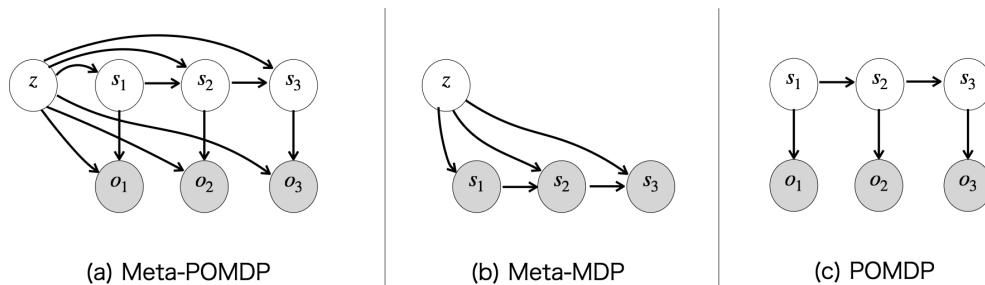 z s₁ s₂ s₃
o₁ o₂ o₃
(a) Meta-POMDP
z
s₁ s₂ s₃
(b) Meta-MDP
s₁ s₂ s₃
o₁ o₂ o₃
(c) POMDP